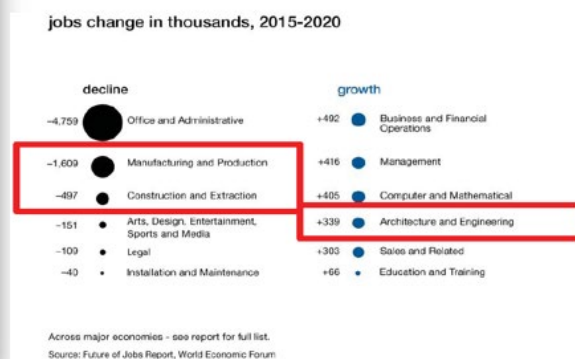 jobs change in thousands, 2015-2020
decline
-4,759 Office and Administrative
-1,609 Manufacturing and Production
-497 Construction and Extraction
-151 Arts, Design, Entertainment,
Sports and Media
-109 Legal
-40 Installation and Maintenance
growth
+492 Business and Financial
Operations
+416 Management
+405 Computer and Mathematical
+339 Architecture and Engineering
+303 Sales and Related
+66 Education and Training
Across major economies - see report for full list.
Source: Future of Jobs Report, World Economic Forum